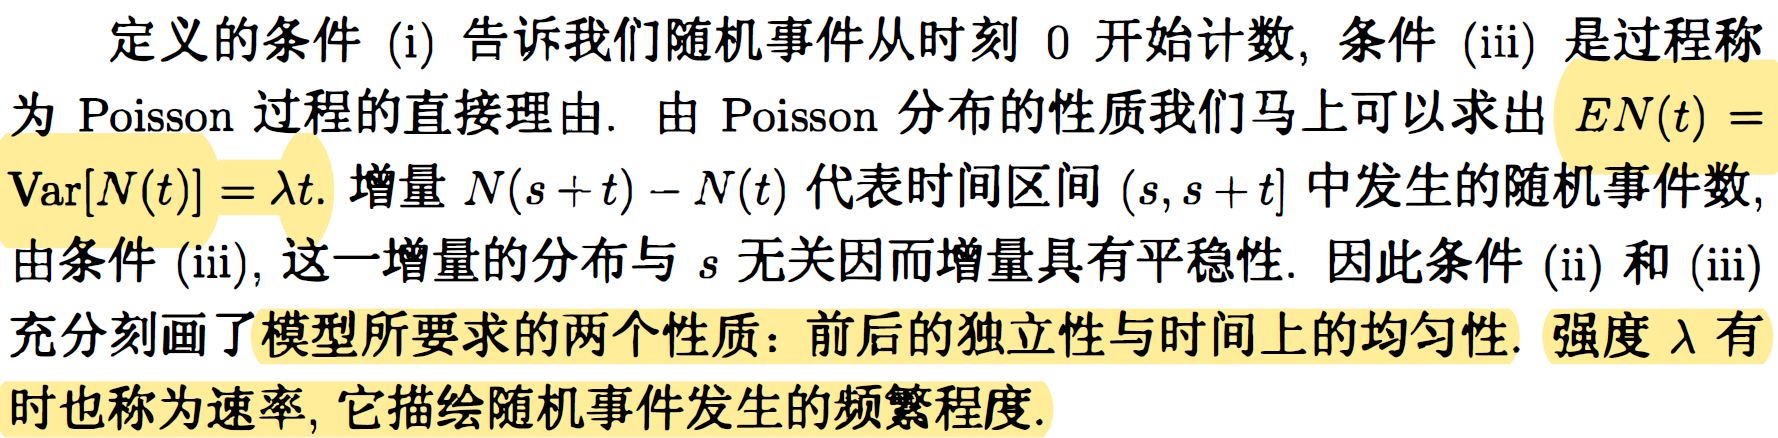 定义的条件 (i) 告诉我们随机事件从时刻 0 开始计数, 条件 (iii) 是过程称
为 Poisson 过程的直接理由. 由 Poisson 分布的性质我们马上可以求出 EN(t) =
Var[N(t)] = λt. 增量 N(s + t) − N(t) 代表时间区间 (s, s + t] 中发生的随机事件数,
由条件 (iii), 这一增量的分布与 s 无关因而增量具有平稳性. 因此条件 (ii) 和 (iii)
充分刻画了模型所要求的两个性质: 前后的独立性与时间上的均匀性. 强度 λ 有
时也称为速率, 它描绘随机事件发生的频繁程度.